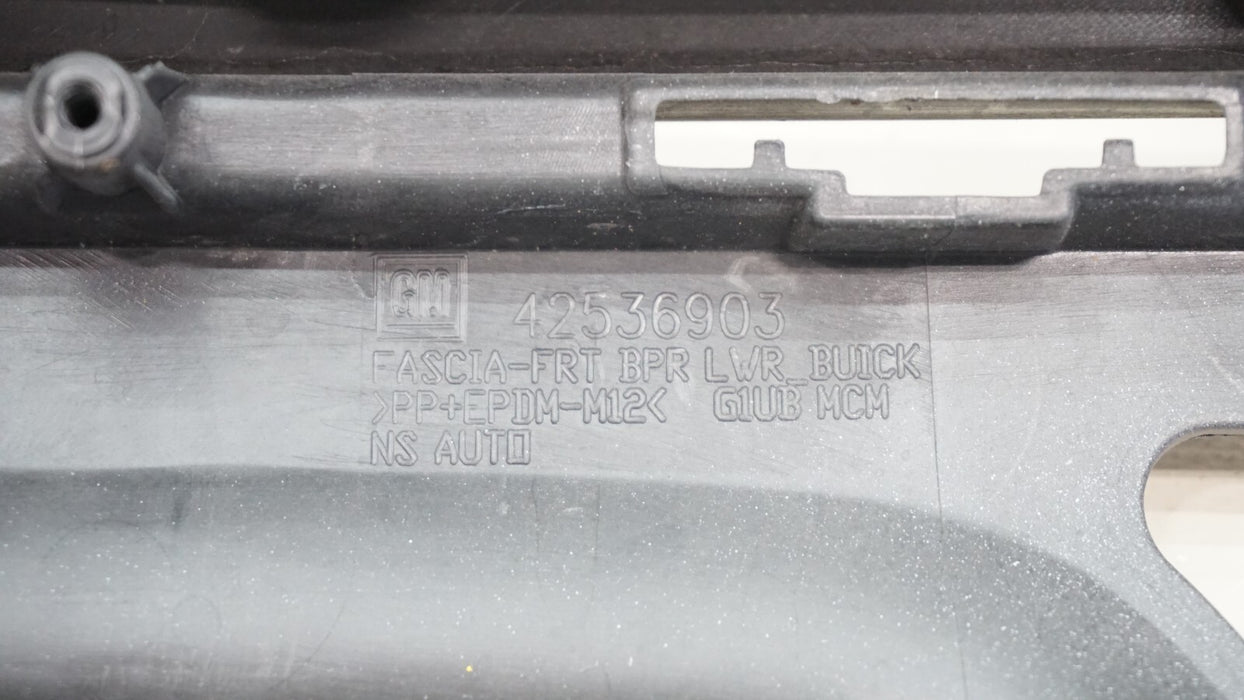 GM 42536903
FASCIA-FRT BPR LWR_BUICK
>PP+EPDM-M12< G1UB MCM
NS AUTO